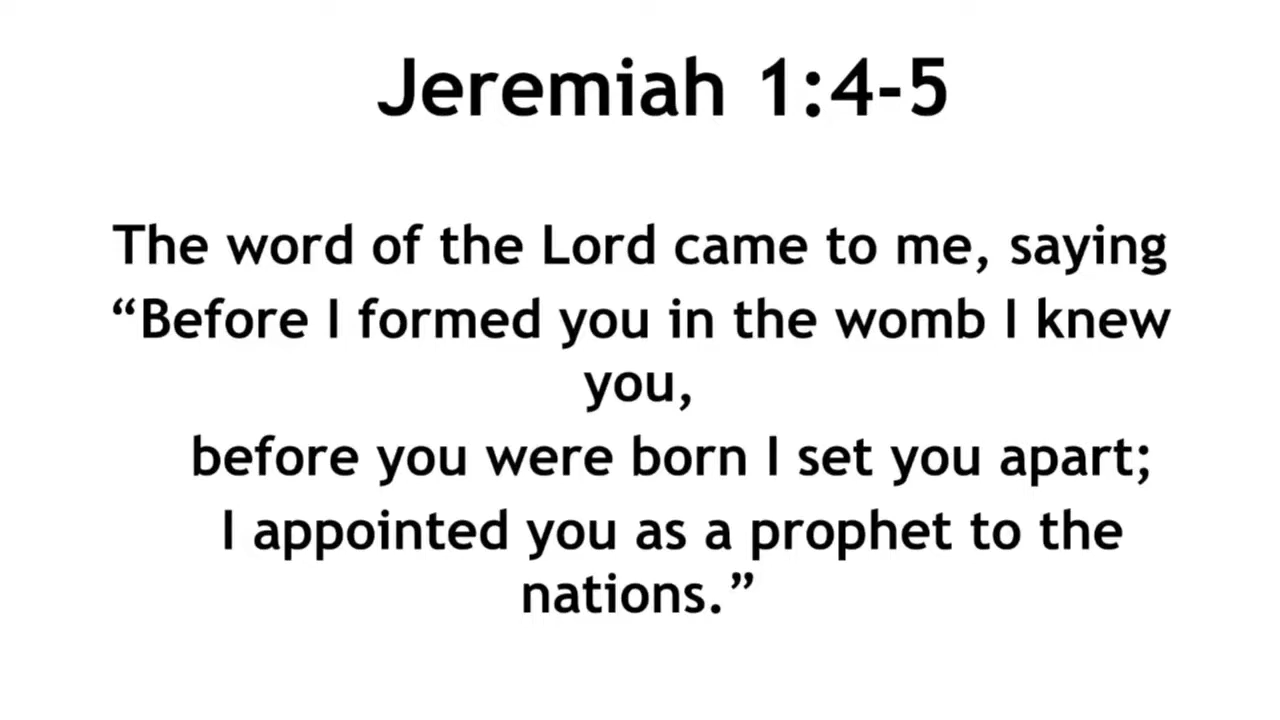 Jeremiah 1:4-5
The word of the Lord came to me, saying
“Before I formed you in the womb I knew
you,
before you were born I set you apart;
I appointed you as a prophet to the
nations.”